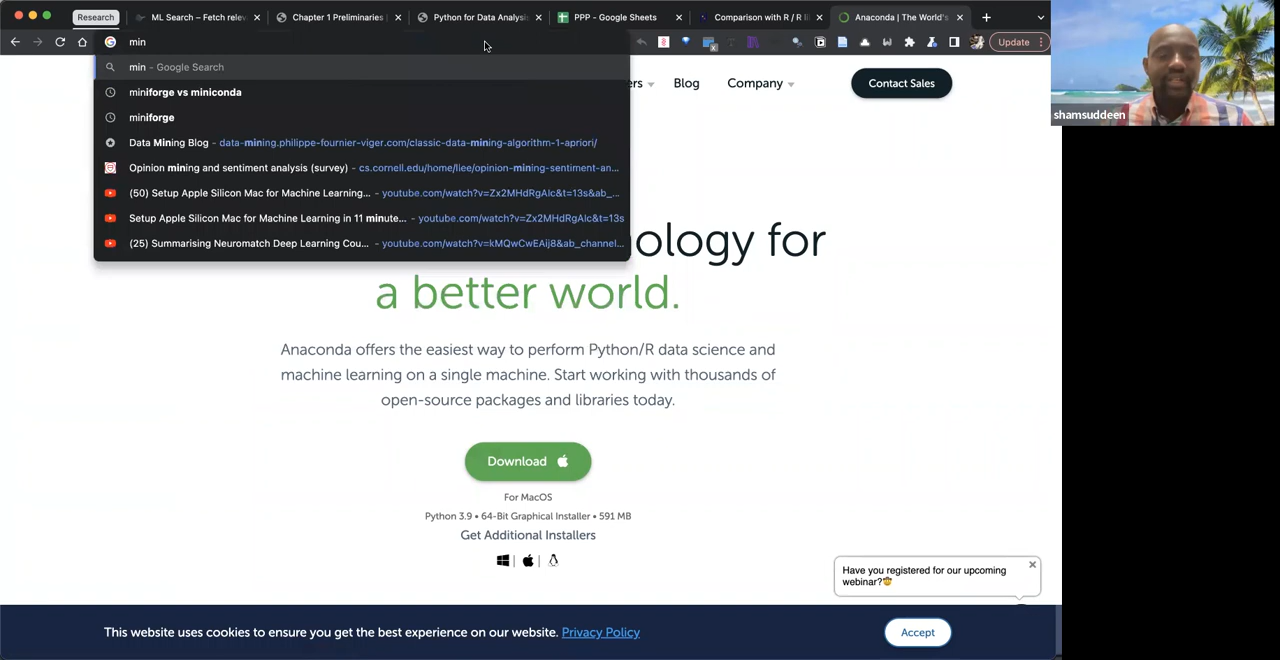 Research
ML Search – Fetch rele
Chapter 1 Preliminaries
Python for Data Analysi
PPP - Google Sheets
Comparison with R / R li
Anaconda | The World's
min
Update
min - Google Search
miniforge vs miniconda
miniforge
Data Mining Blog - data-mining.philippe-fournier-viger.com/classic-data-mining-algorithm-1-apriori/
Opinion mining and sentiment analysis (survey) - cs.cornell.edu/home/llee/opinion-mining-sentiment-an...
(50) Setup Apple Silicon Mac for Machine Learning... - youtube.com/watch?v=Zx2MHdRgAIc&t=13s&ab_...
Setup Apple Silicon Mac for Machine Learning in 11 minute... - youtube.com/watch?v=Zx2MHdRgAIc&t=13s
(25) Summarising Neuromatch Deep Learning Cou... - youtube.com/watch?v=kMQwCwEAij8&ab_channel...
ers
Blog
Company
Contact Sales
shamsuddeen
ology for
a better world.
Anaconda offers the easiest way to perform Python/R data science and
machine learning on a single machine. Start working with thousands of
open-source packages and libraries today.
Download
For MacOS
Python 3.9 • 64-Bit Graphical Installer • 591 MB
Get Additional Installers
Have you registered for our upcoming
webinar?🤠
This website uses cookies to ensure you get the best experience on our website. Privacy Policy
Accept